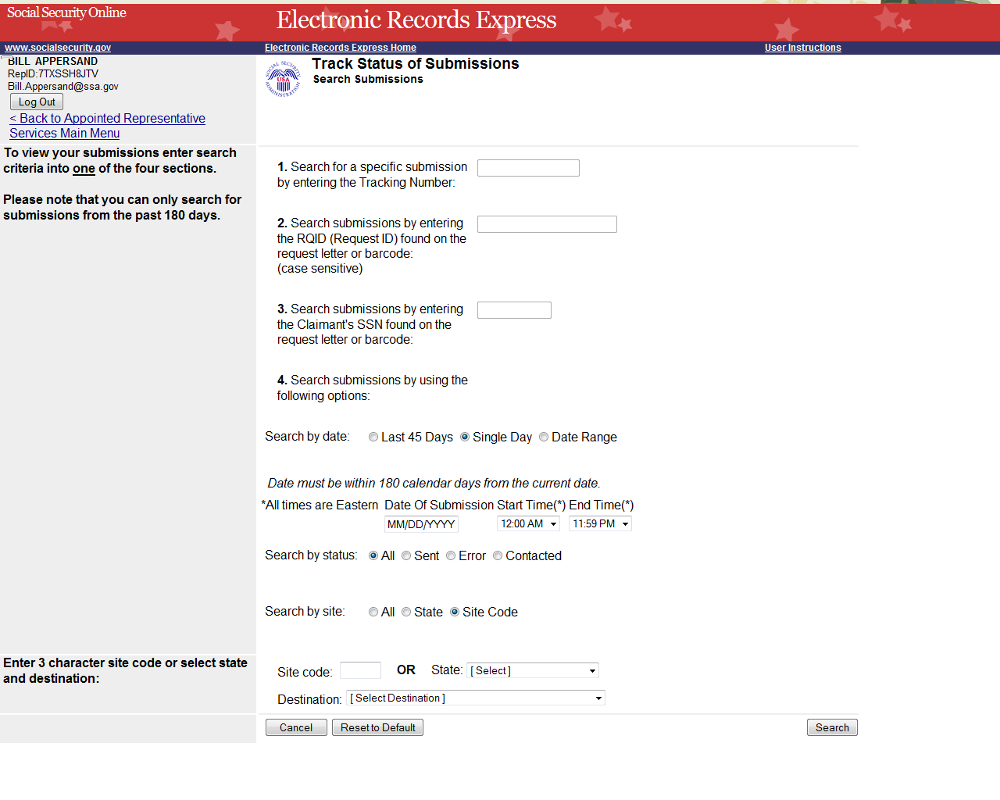 Social Security Online
Electronic Records Express
www.socialsecurity.gov
Electronic Records Express Home
User Instructions
BILL APPERSAND
RepID:7TXSSH8JTV
Bill.Appersand@ssa.gov
Log Out
< Back to Appointed Representative
Services Main Menu
SOCIAL SECURITY ADMINISTRATION
USA
Track Status of Submissions
Search Submissions
To view your submissions enter search
criteria into one of the four sections.
Please note that you can only search for
submissions from the past 180 days.
1. Search for a specific submission
by entering the Tracking Number:
2. Search submissions by entering
the RQID (Request ID) found on the
request letter or barcode:
(case sensitive)
3. Search submissions by entering
the Claimant's SSN found on the
request letter or barcode:
4. Search submissions by using the
following options:
Search by date: Last 45 Days Single Day Date Range
Date must be within 180 calendar days from the current date.
*All times are Eastern Date Of Submission Start Time(*) End Time(*)
MM/DD/YYYY 12:00 AM 11:59 PM
Search by status: All Sent Error Contacted
Search by site: All State Site Code
Enter 3 character site code or select state
and destination:
Site code: OR State: [ Select ]
Destination: [ Select Destination ]
Cancel Reset to Default Search